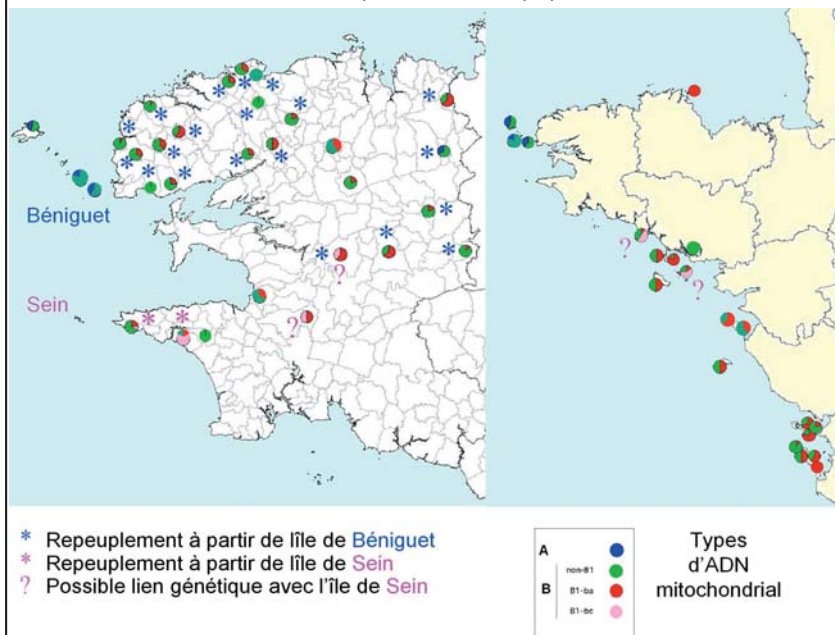 Béniguet
Sein
?
?
?
?
* Repeuplement à partir de lîle de Béniguet
* Repeuplement à partir de lîle de Sein
? Possible lien génétique avec l'île de Sein
A
B
non-B1
B1-ba
B1-bc
Types
d'ADN
mitochondrial